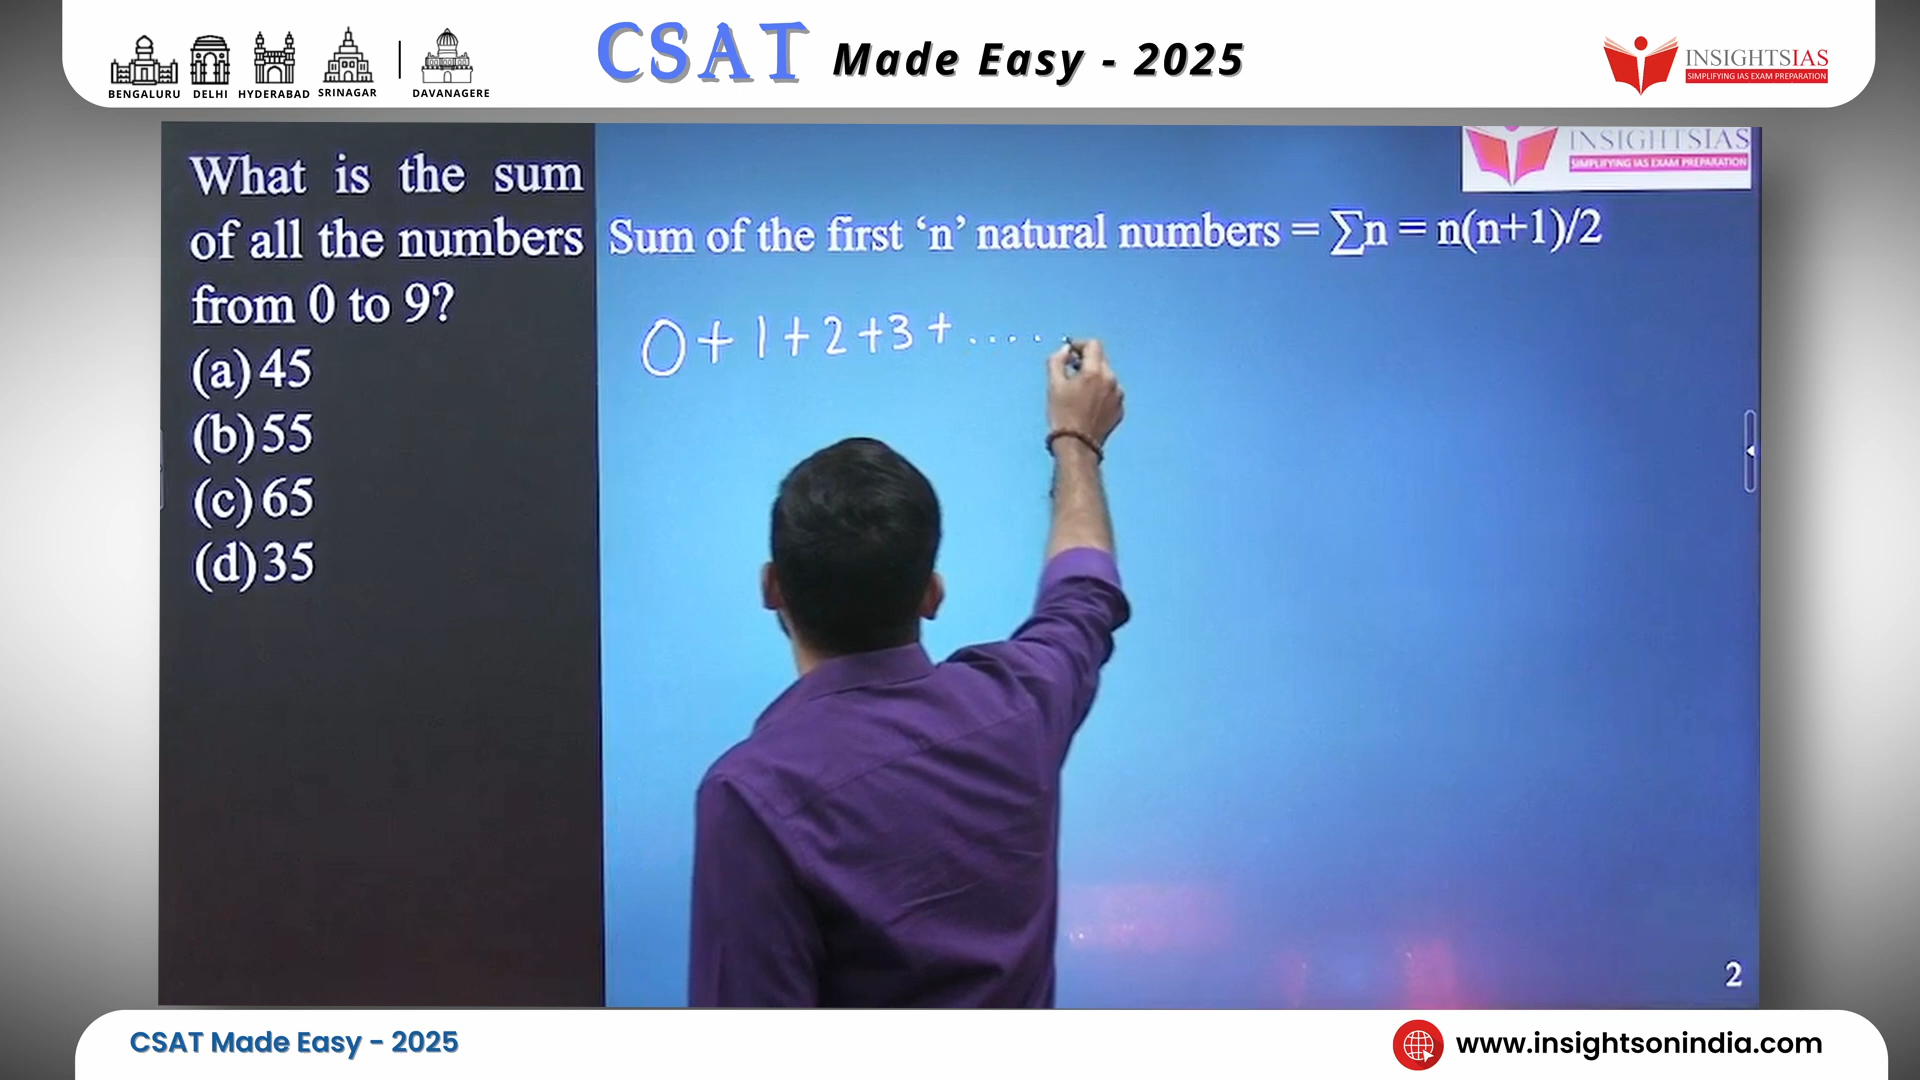 CSAT Made Easy - 2025
BENGALURU DELHI HYDERABAD SRINAGAR DAVANAGERE
INSIGHTSIAS
SIMPLIFYING IAS EXAM PREPARATION
INSIGHTSIAS
SIMPLIFYING IAS EXAM PREPARATION
What is the sum
of all the numbers
from 0 to 9?
(a) 45
(b) 55
(c) 65
(d) 35
Sum of the first ‘n’ natural numbers = ∑n = n(n+1)/2
0 + 1 + 2 + 3 + ......
2
CSAT Made Easy - 2025
www.insightsonindia.com